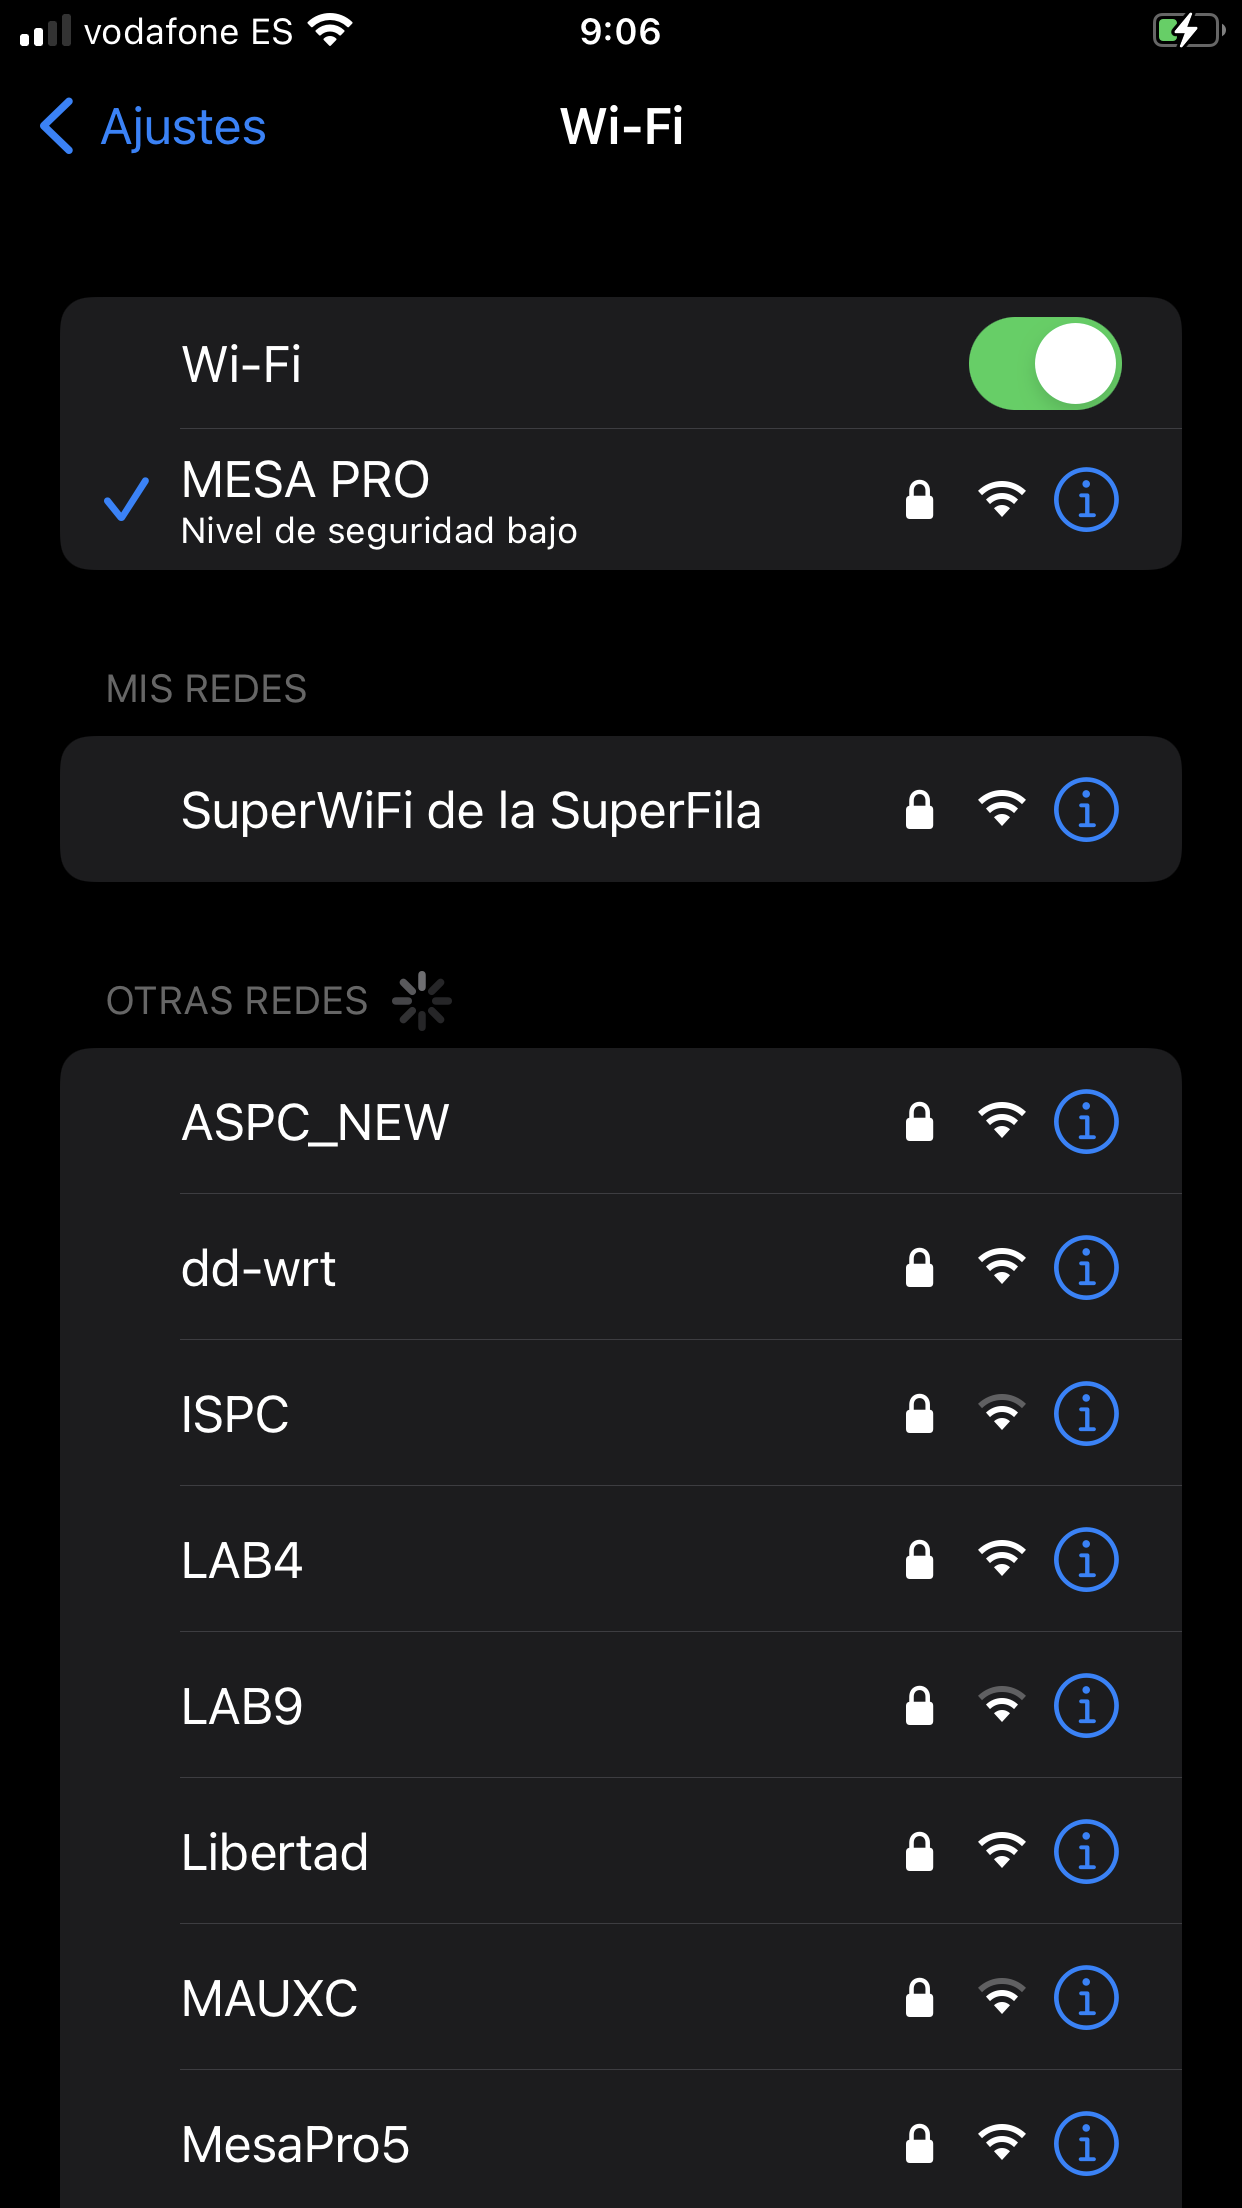 vodafone ES 9:06
Ajustes Wi-Fi
Wi-Fi
MESA PRO
Nivel de seguridad bajo
MIS REDES
SuperWiFi de la SuperFila
OTRAS REDES
ASPC_NEW
dd-wrt
ISPC
LAB4
LAB9
Libertad
MAUXC
MesaPro5